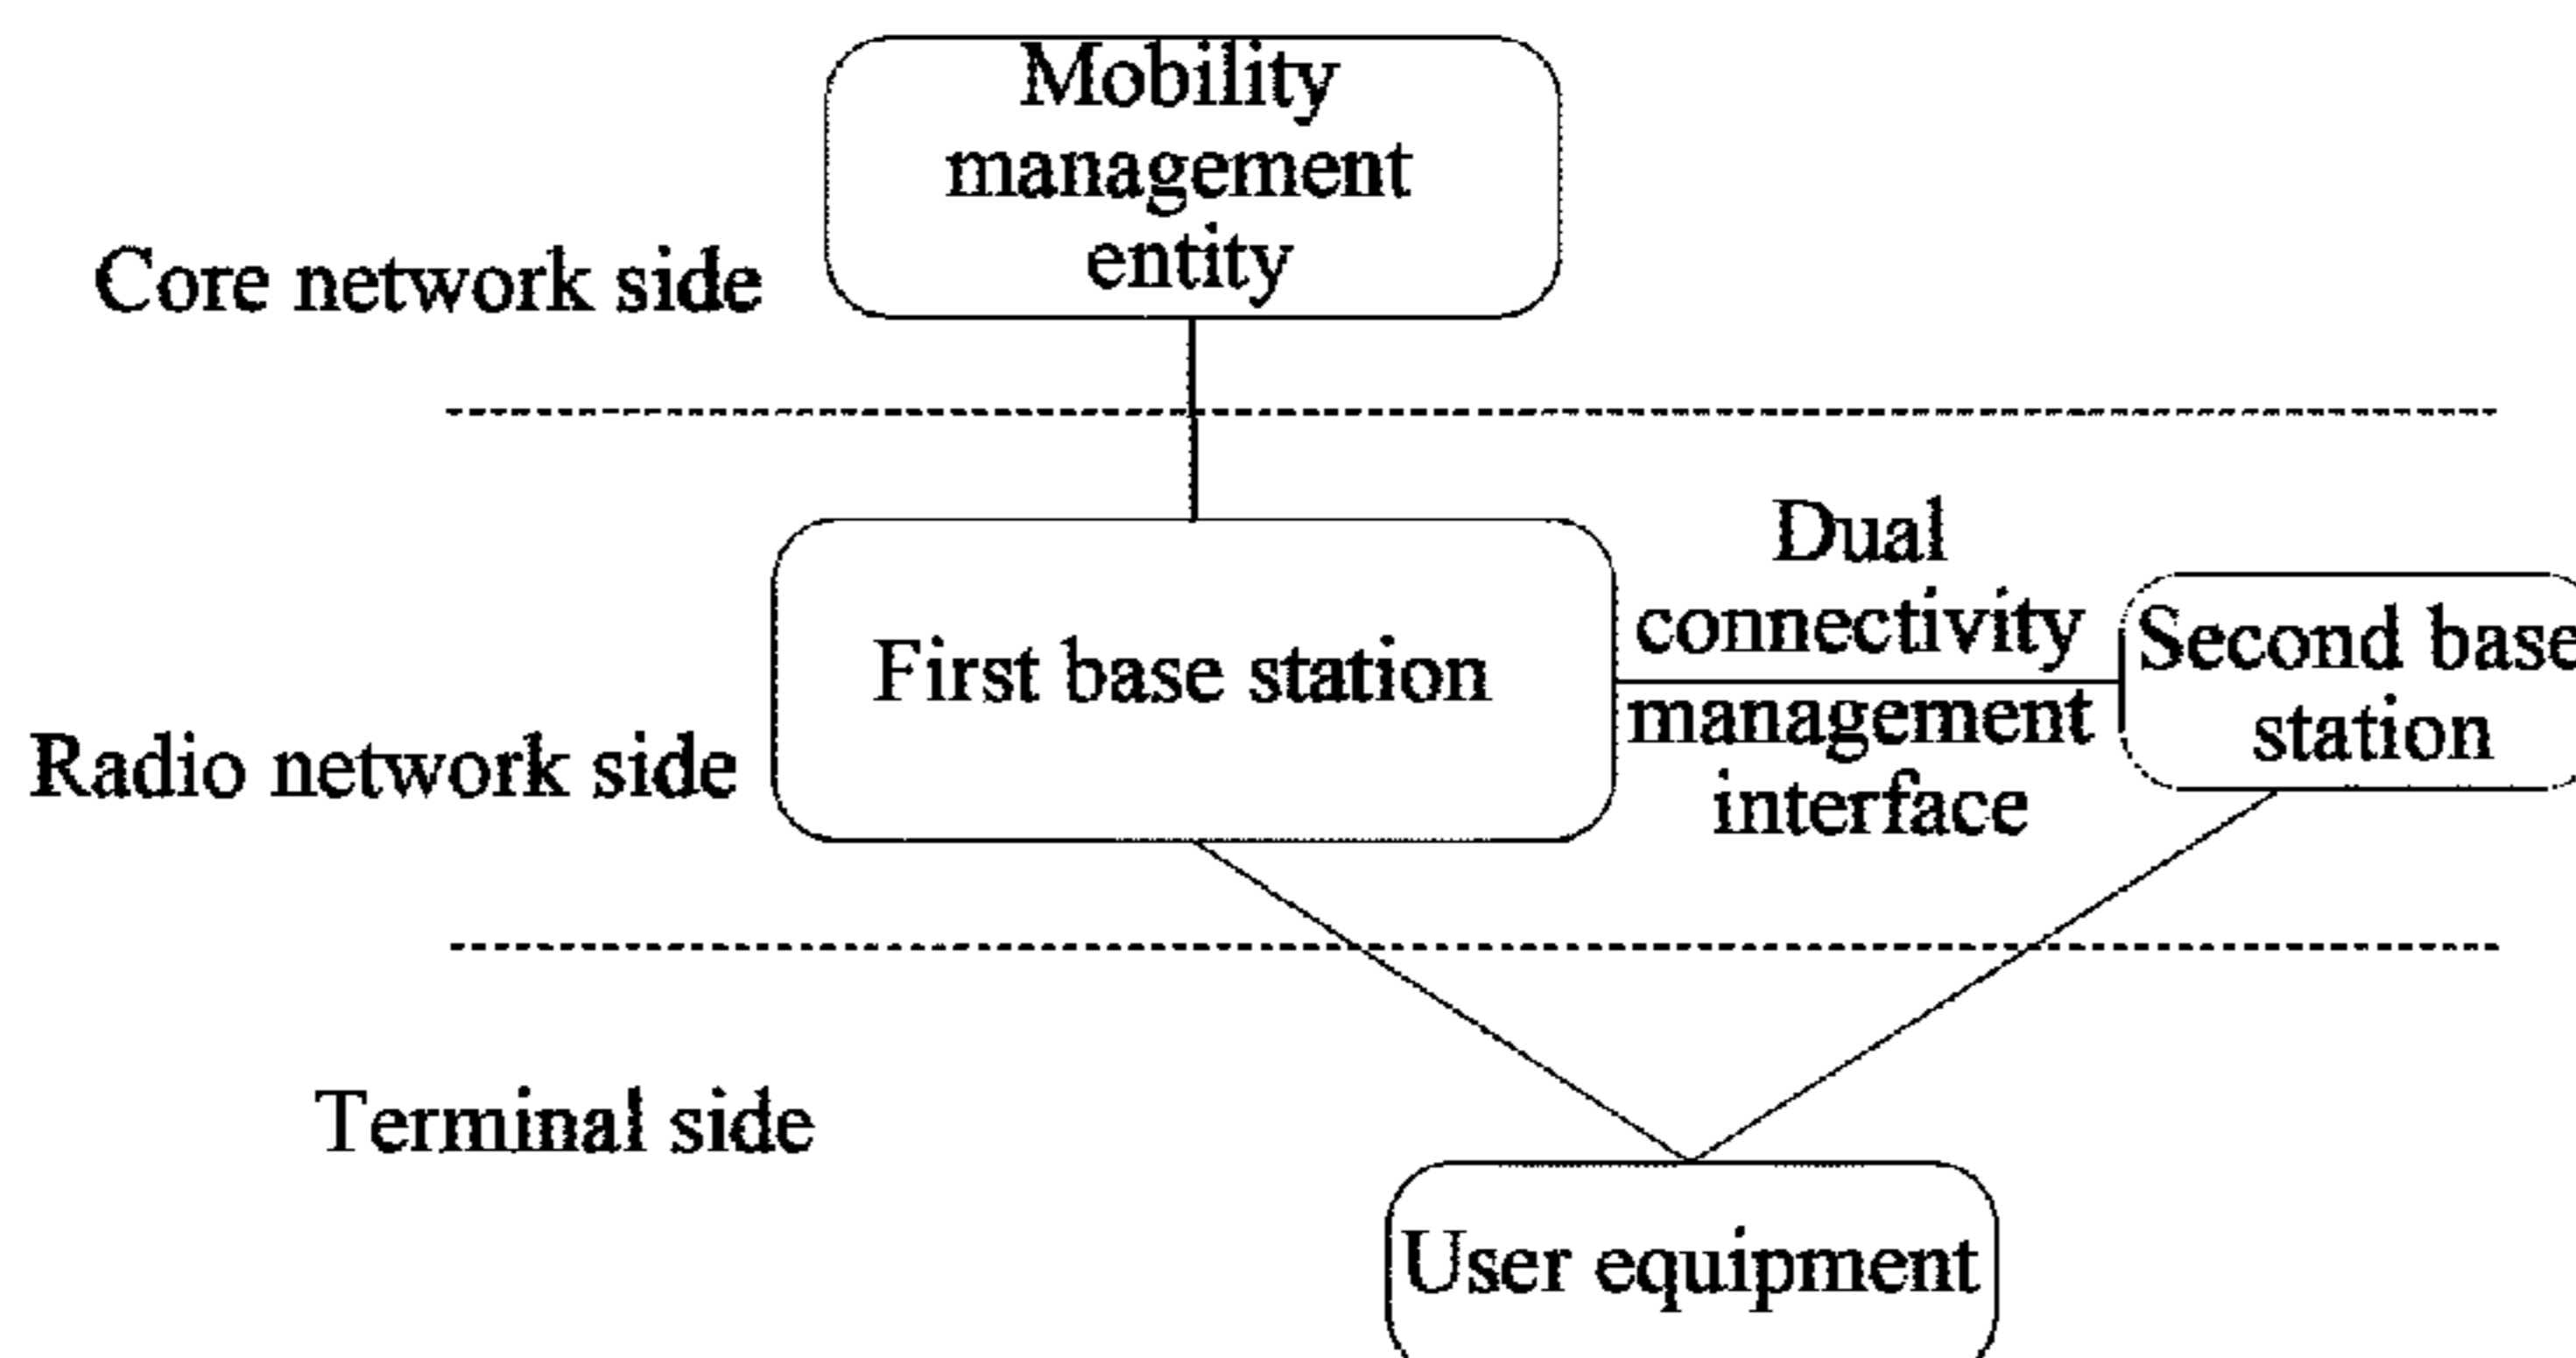 Mobility
management
entity
Core network side
Dual
connectivity
management
interface
First base station
Second base
station
Radio network side
Terminal side
User equipment